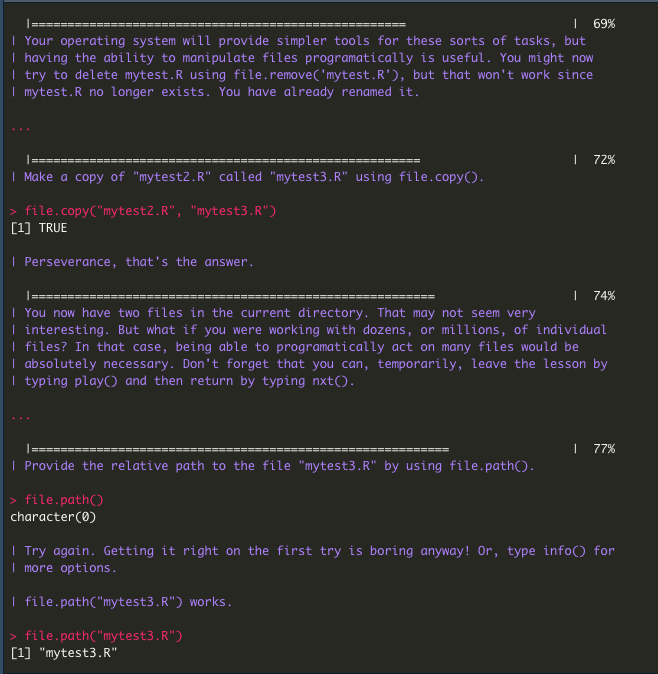 |==================================================== | 69%
| Your operating system will provide simpler tools for these sorts of tasks, but
| having the ability to manipulate files programatically is useful. You might now
| try to delete mytest.R using file.remove('mytest.R'), but that won't work since
| mytest.R no longer exists. You have already renamed it.
...
|====================================================== | 72%
| Make a copy of "mytest2.R" called "mytest3.R" using file.copy().
> file.copy("mytest2.R", "mytest3.R")
[1] TRUE
| Perseverance, that's the answer.
|======================================================== | 74%
| You now have two files in the current directory. That may not seem very
| interesting. But what if you were working with dozens, or millions, of individual
| files? In that case, being able to programatically act on many files would be
| absolutely necessary. Don't forget that you can, temporarily, leave the lesson by
| typing play() and then return by typing nxt().
...
|========================================================== | 77%
| Provide the relative path to the file "mytest3.R" by using file.path().
> file.path()
character(0)
| Try again. Getting it right on the first try is boring anyway! Or, type info() for
| more options.
| file.path("mytest3.R") works.
> file.path("mytest3.R")
[1] "mytest3.R"